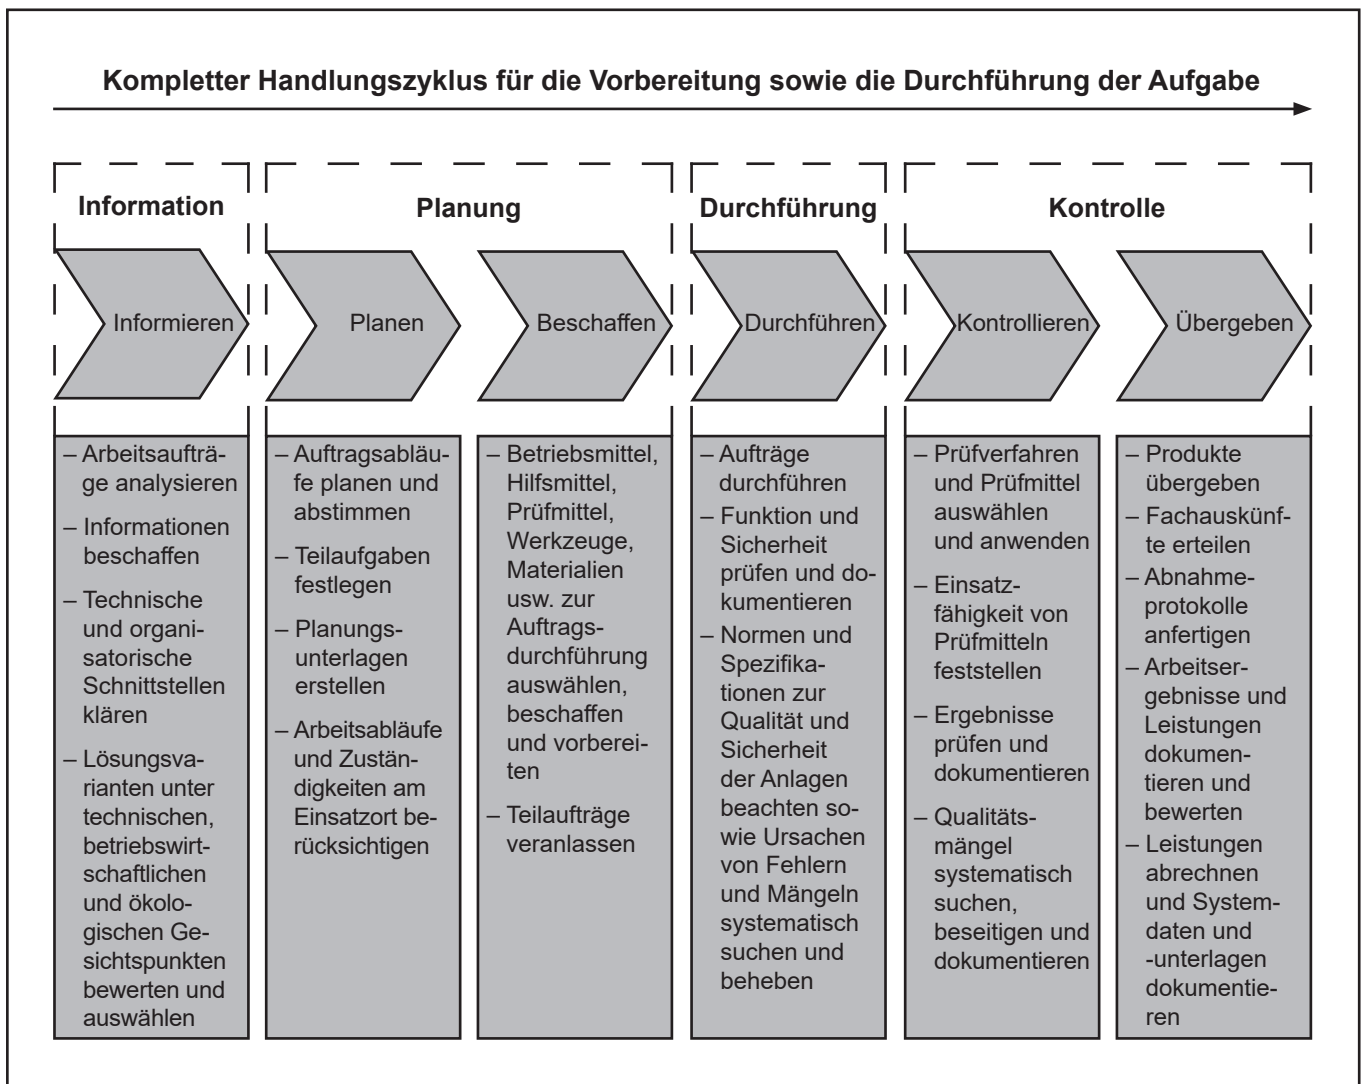 Kompletter Handlungszyklus für die Vorbereitung sowie die Durchführung der Aufgabe
Information
Planung
Durchführung
Kontrolle
Informieren
Planen
Beschaffen
Durchführen
Kontrollieren
Übergeben
– Arbeitsaufträ-
ge analysieren
– Informationen
beschaffen
– Technische
und organi-
satorische
Schnittstellen
klären
– Lösungsva-
rianten unter
technischen,
betriebswirt-
schaftlichen
und ökolo-
gischen Ge-
sichtspunkten
bewerten und
auswählen
– Auftragsabläu-
fe planen und
abstimmen
– Teilaufgaben
festlegen
– Planungs-
unterlagen
erstellen
– Arbeitsabläufe
und Zustän-
digkeiten am
Einsatzort be-
rücksichtigen
– Betriebsmittel,
Hilfsmittel,
Prüfmittel,
Werkzeuge,
Materialien
usw. zur
Auftrags-
durchführung
auswählen,
beschaffen
und vorberei-
ten
– Teilaufträge
veranlassen
– Aufträge
durchführen
– Funktion und
Sicherheit
prüfen und do-
kumentieren
– Normen und
Spezifika-
tionen zur
Qualität und
Sicherheit
der Anlagen
beachten so-
wie Ursachen
von Fehlern
und Mängeln
systematisch
suchen und
beheben
– Prüfverfahren
und Prüfmittel
auswählen
und anwenden
– Einsatz-
fähigkeit von
Prüfmitteln
feststellen
– Ergebnisse
prüfen und
dokumentieren
– Qualitäts-
mängel
systematisch
suchen,
beseitigen und
dokumentieren
– Produkte
übergeben
– Fachauskünf-
te erteilen
– Abnahme-
protokolle
anfertigen
– Arbeitser-
gebnisse und
Leistungen
dokumen-
tieren und
bewerten
– Leistungen
abrechnen
und System-
daten und
-unterlagen
dokumentie-
ren